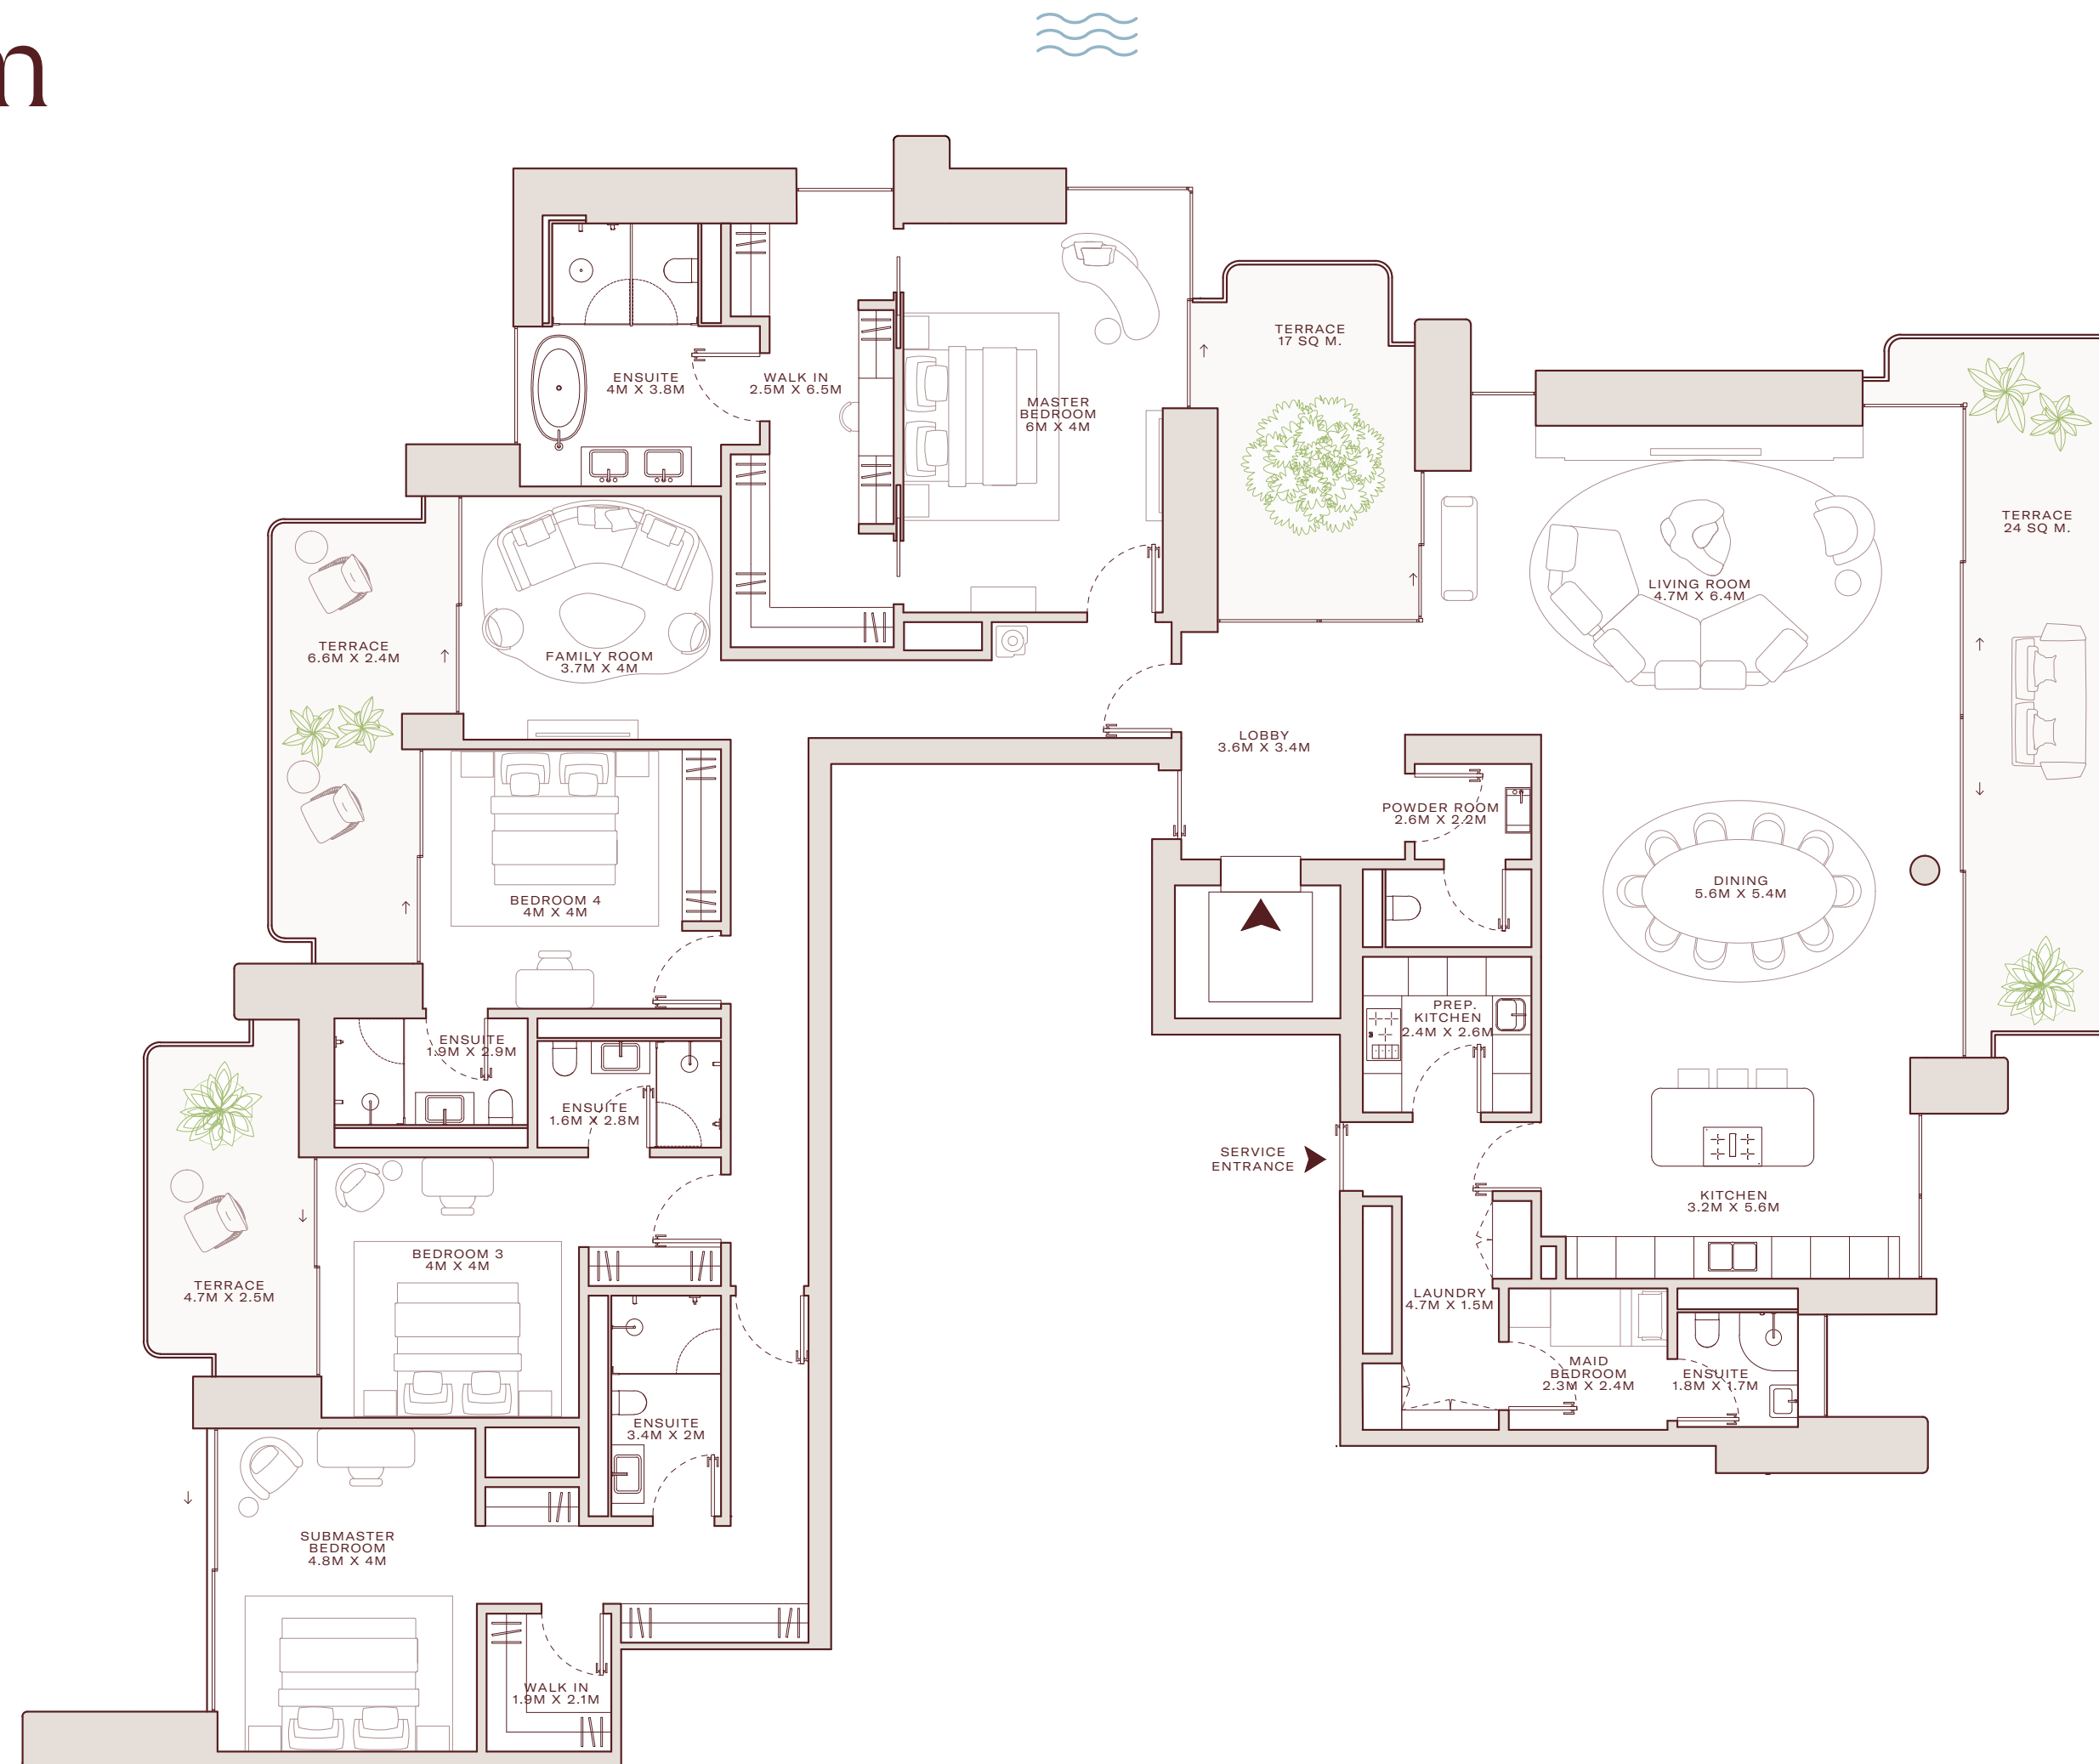 m
TERRACE
17 SQ M.
ENSUITE
4M X 3.8M
WALK IN
2.5M X 6.5M
MASTER
BEDROOM
6M X 4M
TERRACE
24 SQ M.
LIVING ROOM
4.7M X 6.4M
TERRACE
6.6M X 2.4M
FAMILY ROOM
3.7M X 4M
LOBBY
3.6M X 3.4M
POWDER ROOM
2.6M X 2.2M
DINING
5.6M X 5.4M
BEDROOM 4
4M X 4M
PREP.
KITCHEN
2.4M X 2.6M
ENSUITE
1.9M X 2.9M
ENSUITE
1.6M X 2.8M
SERVICE
ENTRANCE
KITCHEN
3.2M X 5.6M
BEDROOM 3
4M X 4M
TERRACE
4.7M X 2.5M
LAUNDRY
4.7M X 1.5M
MAID
BEDROOM
2.3M X 2.4M
ENSUITE
1.8M X 1.7M
ENSUITE
3.4M X 2M
SUBMASTER
BEDROOM
4.8M X 4M
WALK IN
1.9M X 2.1M